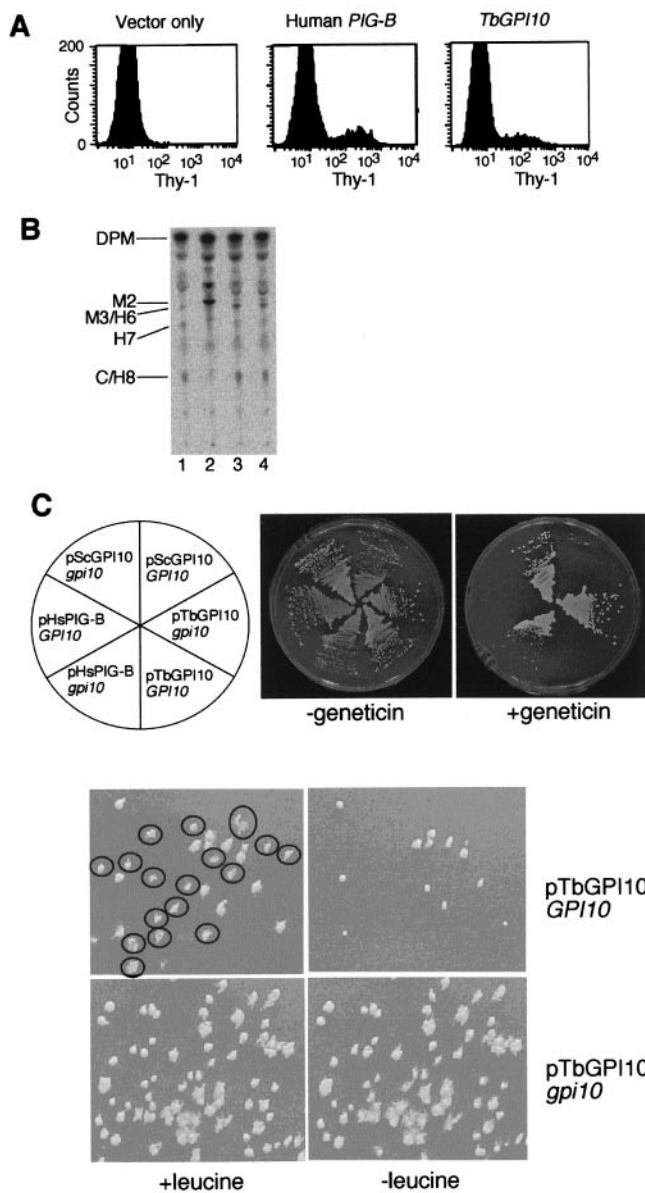 A
Vector only
Human PIG-B
TbGPI10
200
Counts
0
10¹ 10² 10³ 10⁴
10¹ 10² 10³ 10⁴
10¹ 10² 10³ 10⁴
Thy-1
Thy-1
Thy-1
B
DPM
M2
M3/H6
H7
C/H8
1 2 3 4
C
pScGPI10
gpi10
pScGPI10
GPI10
pHsPIG-B
GPI10
pTbGPI10
gpi10
pHsPIG-B
gpi10
pTbGPI10
GPI10
-geneticin
+geneticin
pTbGPI10
GPI10
pTbGPI10
gpi10
+leucine
-leucine